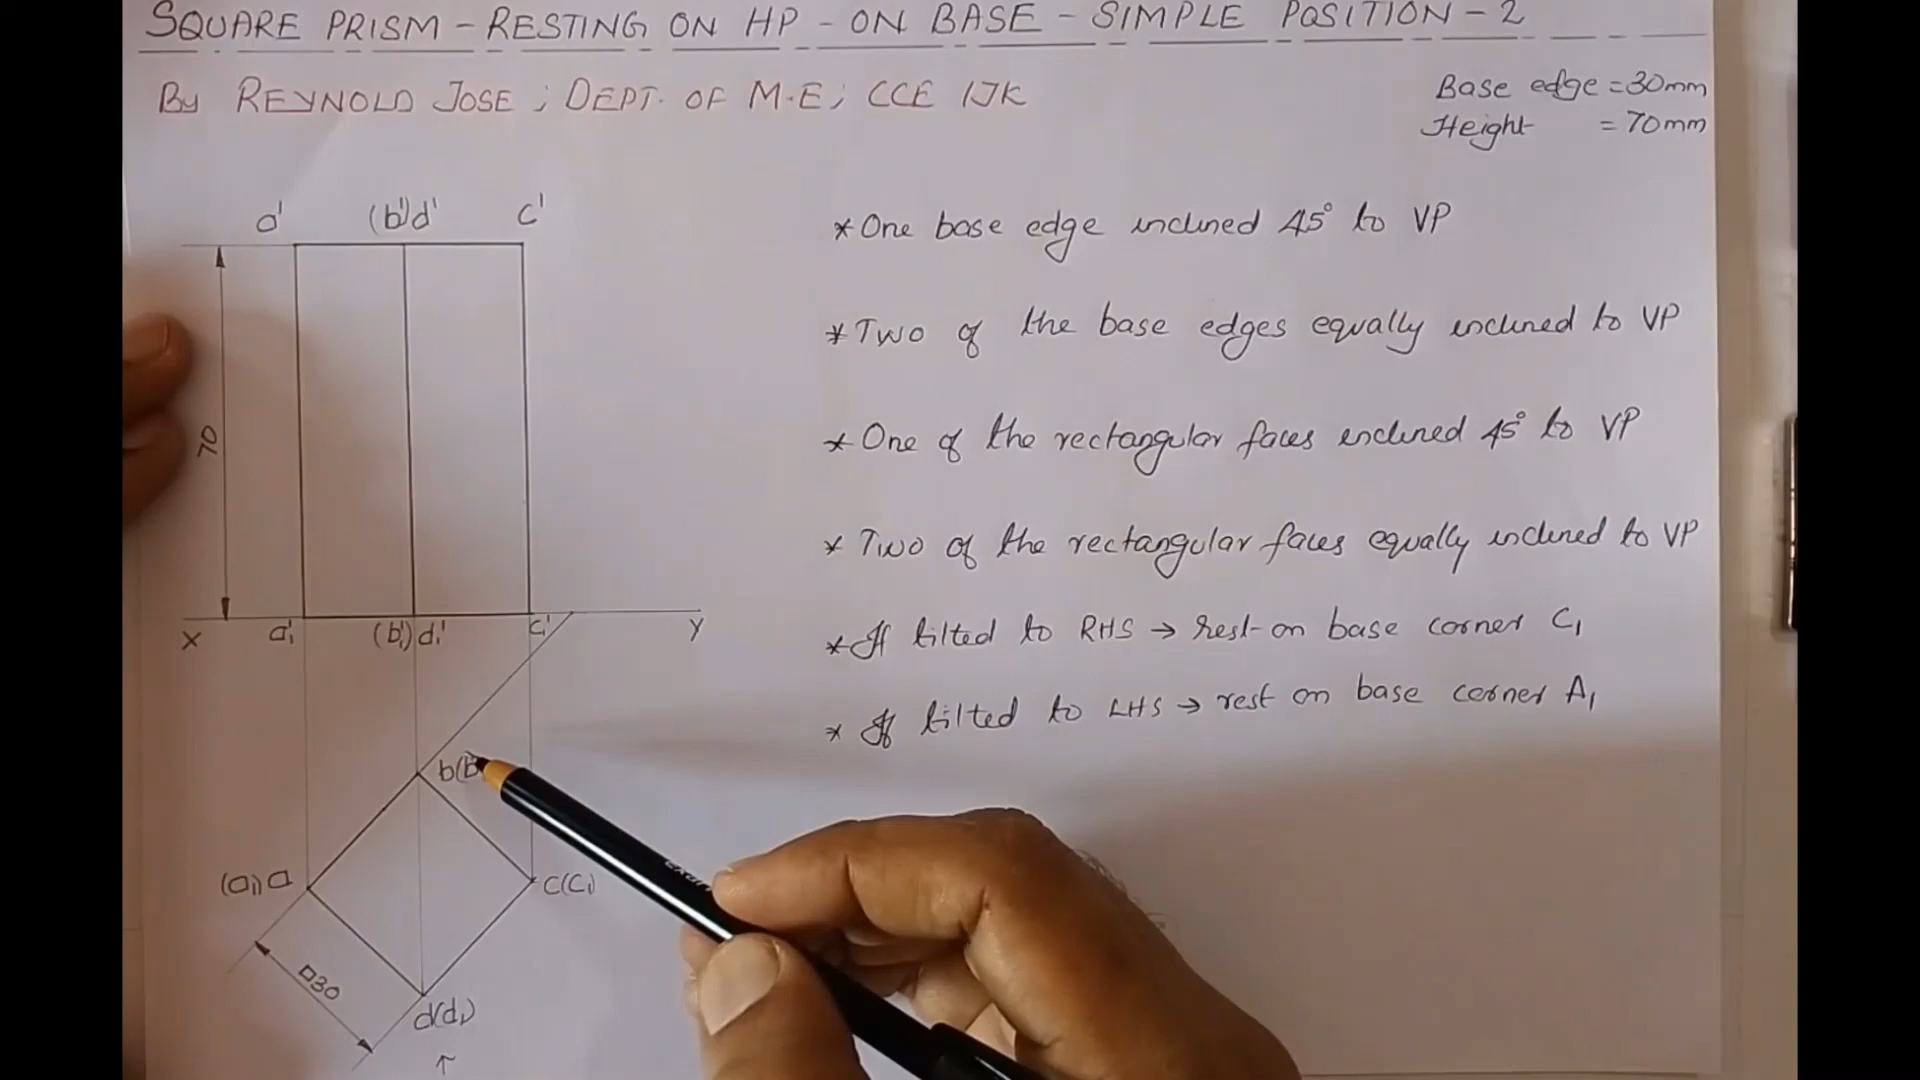 SQUARE PRISM - RESTING ON HP - ON BASE - SIMPLE POSITION - 2
By REYNOLD JOSE ; DEPT. OF M.E ; CCE IJK
Base edge = 30mm
Height = 70mm
a' (b')d' c'
70
X a₁' (b₁')d₁' c₁' Y
b(b
(a₁)a c(c₁)
□30
d(d₁)
↑
* One base edge inclined 45° to VP
* Two of the base edges equally inclined to VP
* One of the rectangular faces inclined 45° to VP
* Two of the rectangular faces equally inclined to VP
* If tilted to RHS → rest on base corner C₁
* If tilted to LHS → rest on base corner A₁